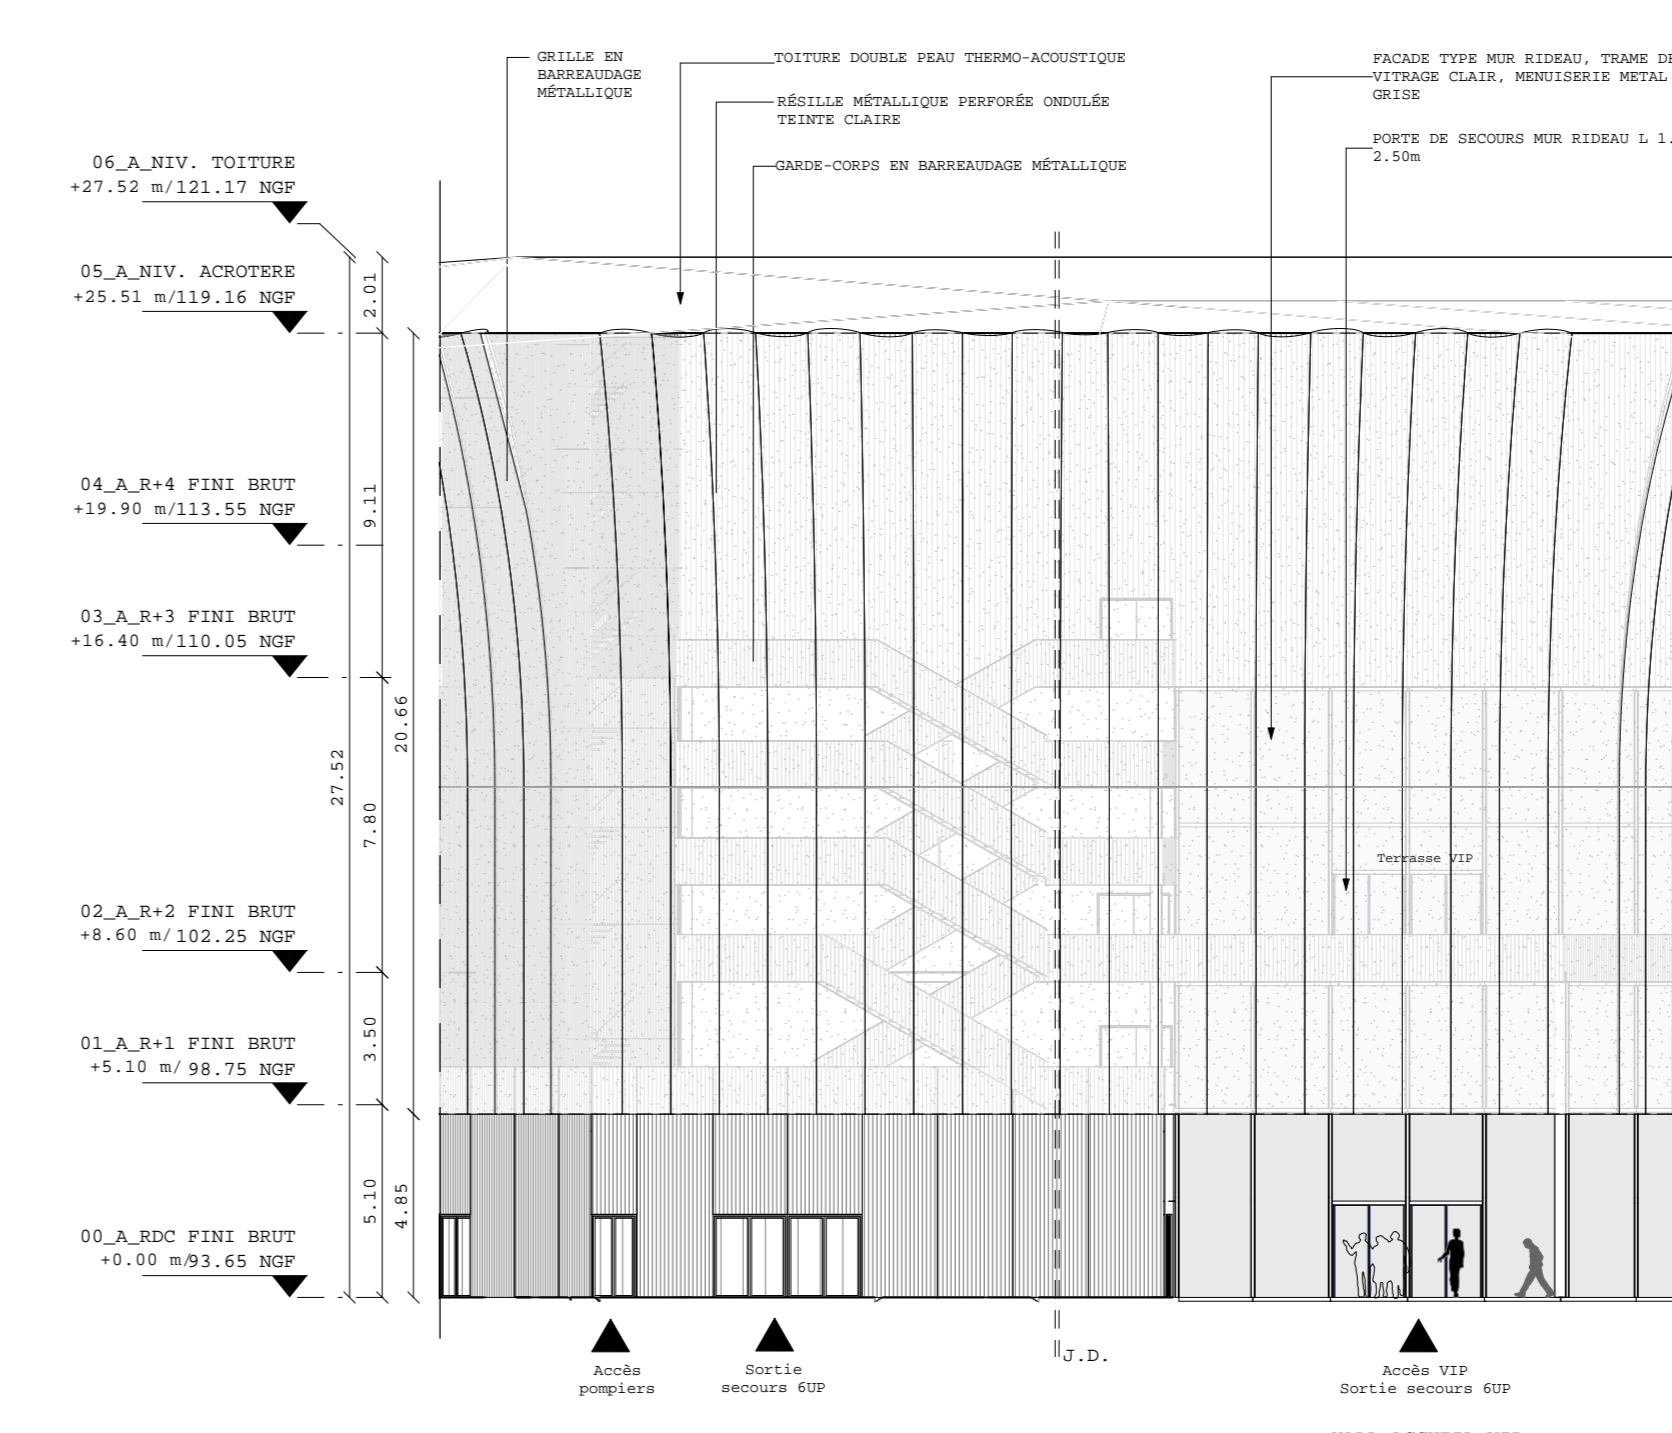 GRILLE EN
BARREAUDAGE
MÉTALLIQUE
TOITURE DOUBLE PEAU THERMO-ACOUSTIQUE
RÉSILLE MÉTALLIQUE PERFORÉE ONDULÉE
TEINTE CLAIRE
GARDE-CORPS EN BARREAUDAGE MÉTALLIQUE
FACADE TYPE MUR RIDEAU, TRAME DE
VITRAGE CLAIR, MENUISERIE METAL
GRISE
PORTE DE SECOURS MUR RIDEAU L 1.
2.50m
06_A_NIV. TOITURE
+27.52 m/121.17 NGF
05_A_NIV. ACROTERE
+25.51 m/119.16 NGF
04_A_R+4 FINI BRUT
+19.90 m/113.55 NGF
03_A_R+3 FINI BRUT
+16.40 m/110.05 NGF
02_A_R+2 FINI BRUT
+8.60 m/102.25 NGF
01_A_R+1 FINI BRUT
+5.10 m/ 98.75 NGF
00_A_RDC FINI BRUT
+0.00 m/93.65 NGF
2.01
9.11
20.66
27.52
7.80
3.50
5.10
4.85
Terrasse VIP
J.D.
Accès
pompiers
Sortie
secours 6UP
Accès VIP
Sortie secours 6UP